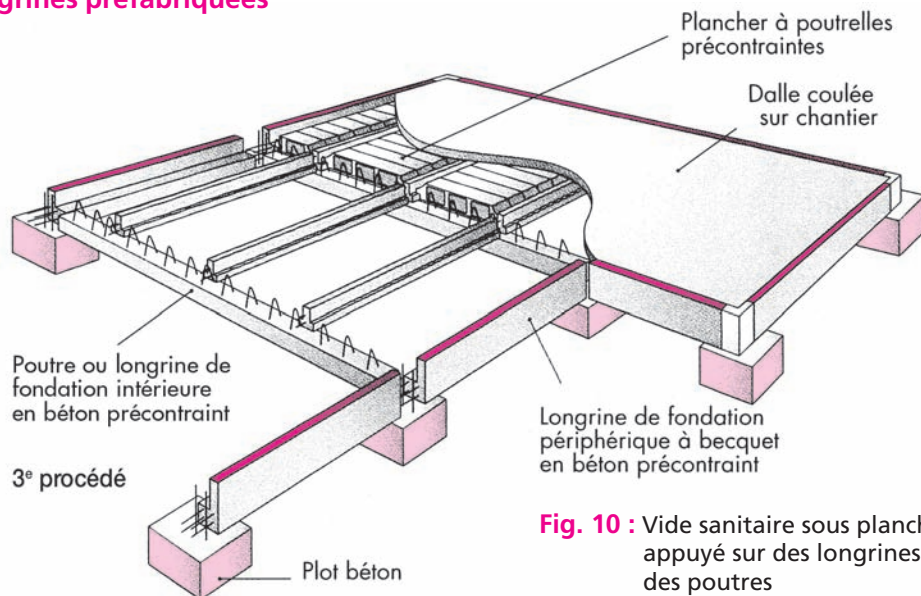 grines préfabriquées
Plancher à poutrelles
précontraintes
Dalle coulée
sur chantier
Poutre ou longrine de
fondation intérieure
en béton précontraint
Longrine de fondation
périphérique à becquet
en béton précontraint
3e procédé
Plot béton
Fig. 10 : Vide sanitaire sous planch
appuyé sur des longrines
des poutres